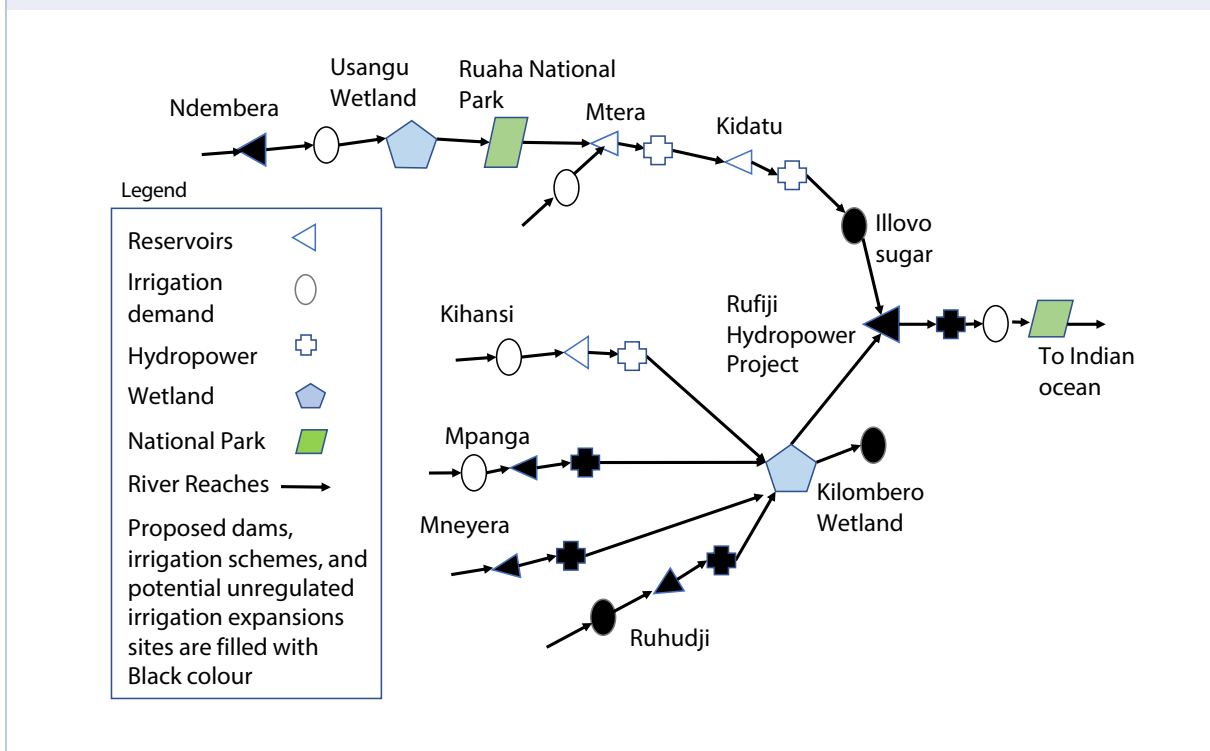 Usangu
Wetland
Ruaha National
Park
Ndembera
Mtera
Kidatu
Legend
Reservoirs
Irrigation
demand
Hydropower
Wetland
National Park
River Reaches
Proposed dams,
irrigation schemes, and
potential unregulated
irrigation expansions
sites are filled with
Black colour
Illovo
sugar
Kihansi
Rufiji
Hydropower
Project
To Indian
ocean
Mpanga
Kilombero
Wetland
Mneyera
Ruhudji